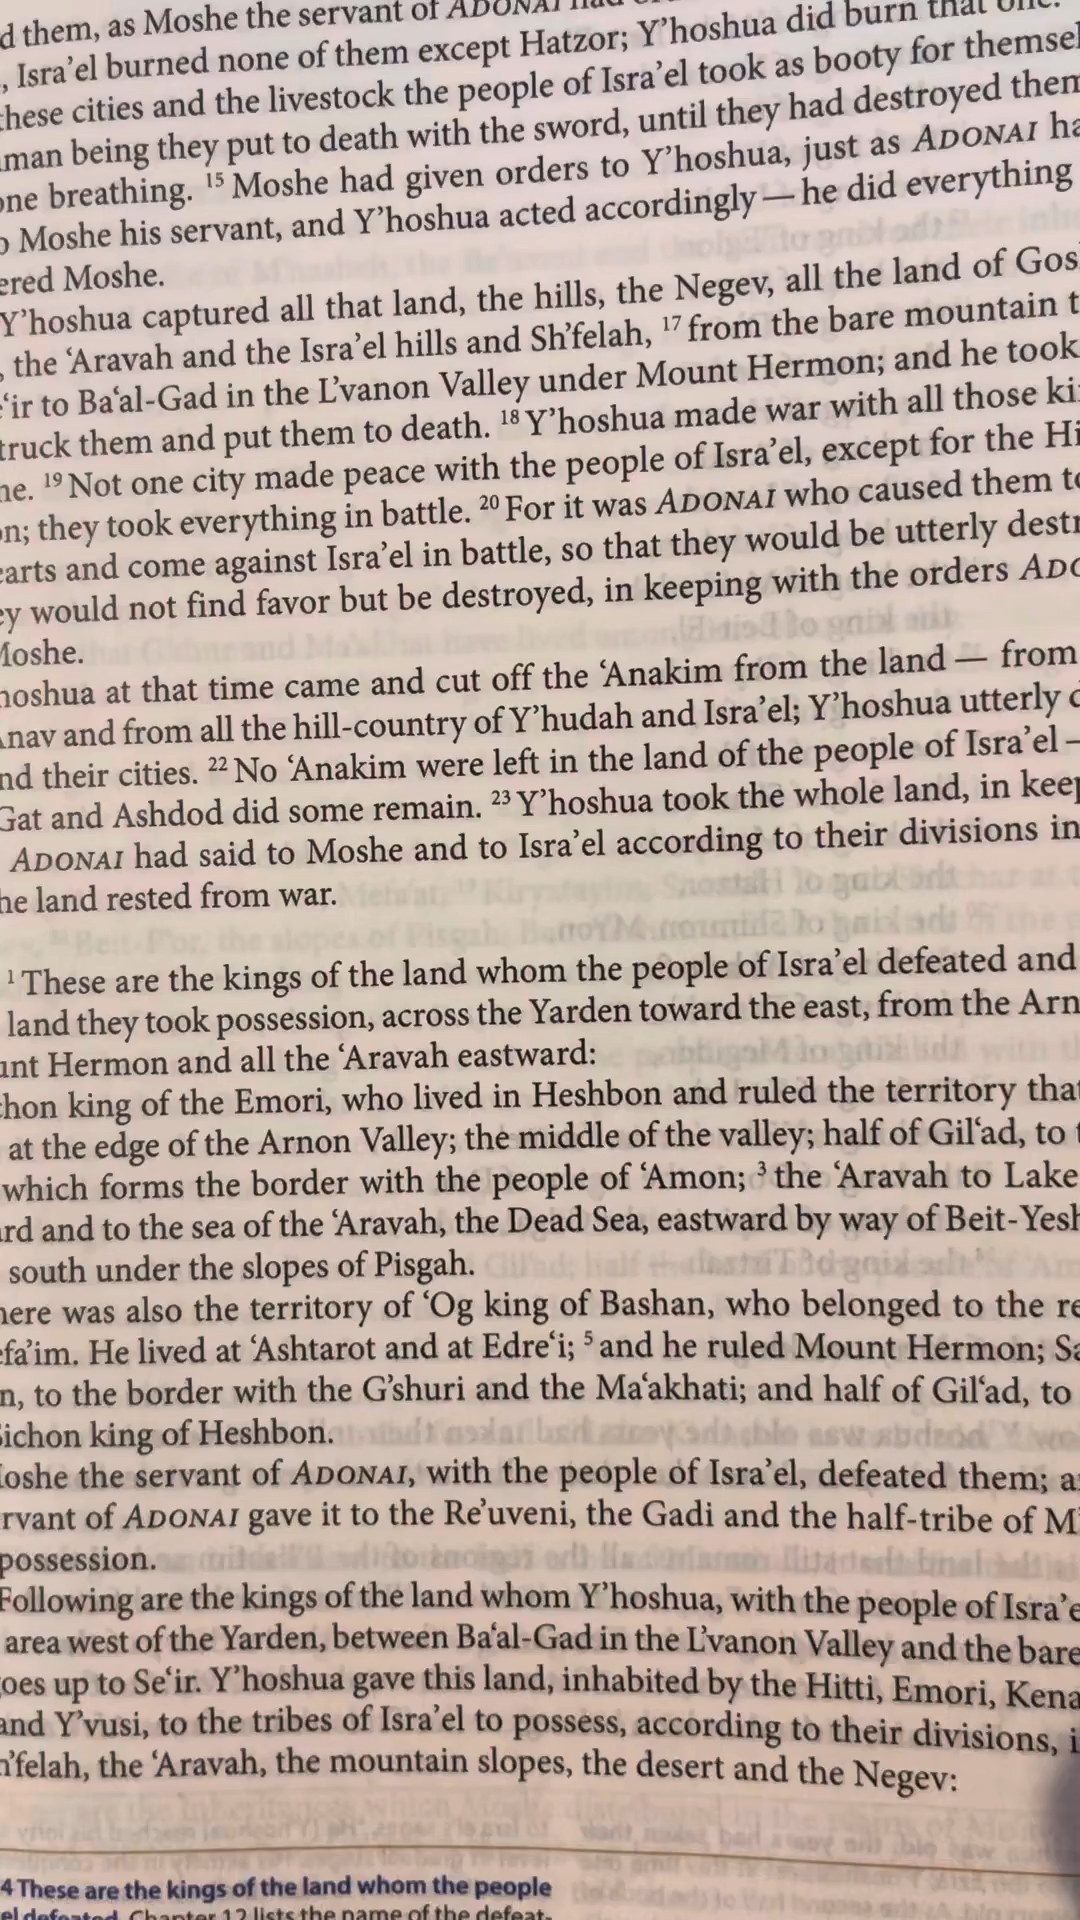 d them, as Moshe the servant of ADONAI had
, Isra’el burned none of them except Hatzor; Y’hoshua did burn that one.
these cities and the livestock the people of Isra’el took as booty for themsel
man being they put to death with the sword, until they had destroyed them
one breathing. 15 Moshe had given orders to Y’hoshua, just as ADONAI ha
o Moshe his servant, and Y’hoshua acted accordingly — he did everything
ered Moshe.
Y’hoshua captured all that land, the hills, the Negev, all the land of Gos
, the ‘Aravah and the Isra’el hills and Sh’felah, 17 from the bare mountain t
‘ir to Ba‘al-Gad in the L’vanon Valley under Mount Hermon; and he took
truck them and put them to death. 18 Y’hoshua made war with all those ki
ne. 19 Not one city made peace with the people of Isra’el, except for the Hi
on; they took everything in battle. 20 For it was ADONAI who caused them to
earts and come against Isra’el in battle, so that they would be utterly destr
ey would not find favor but be destroyed, in keeping with the orders ADO
Moshe.
hoshua at that time came and cut off the ‘Anakim from the land — from
nav and from all the hill-country of Y’hudah and Isra’el; Y’hoshua utterly d
nd their cities. 22 No ‘Anakim were left in the land of the people of Isra’el –
Gat and Ashdod did some remain. 23 Y’hoshua took the whole land, in keep
ADONAI had said to Moshe and to Isra’el according to their divisions in
he land rested from war.
1 These are the kings of the land whom the people of Isra’el defeated and
land they took possession, across the Yarden toward the east, from the Arn
unt Hermon and all the ‘Aravah eastward:
chon king of the Emori, who lived in Heshbon and ruled the territory that
at the edge of the Arnon Valley; the middle of the valley; half of Gil‘ad, to t
which forms the border with the people of ‘Amon; 3 the ‘Aravah to Lake
ard and to the sea of the ‘Aravah, the Dead Sea, eastward by way of Beit-Yesh
south under the slopes of Pisgah.
here was also the territory of ‘Og king of Bashan, who belonged to the re
efa’im. He lived at ‘Ashtarot and at Edre‘i; 5 and he ruled Mount Hermon; Sa
n, to the border with the G’shuri and the Ma‘akhati; and half of Gil‘ad, to
Sichon king of Heshbon.
Moshe the servant of ADONAI, with the people of Isra’el, defeated them; a
rvant of ADONAI gave it to the Re’uveni, the Gadi and the half-tribe of M
possession.
Following are the kings of the land whom Y’hoshua, with the people of Isra’e
area west of the Yarden, between Ba‘al-Gad in the L’vanon Valley and the bare
oes up to Se‘ir. Y’hoshua gave this land, inhabited by the Hitti, Emori, Kena
and Y’vusi, to the tribes of Isra’el to possess, according to their divisions, i
h’felah, the ‘Aravah, the mountain slopes, the desert and the Negev:
4 These are the kings of the land whom the people
el defeated. Chapter 12 lists the name of the defeat-